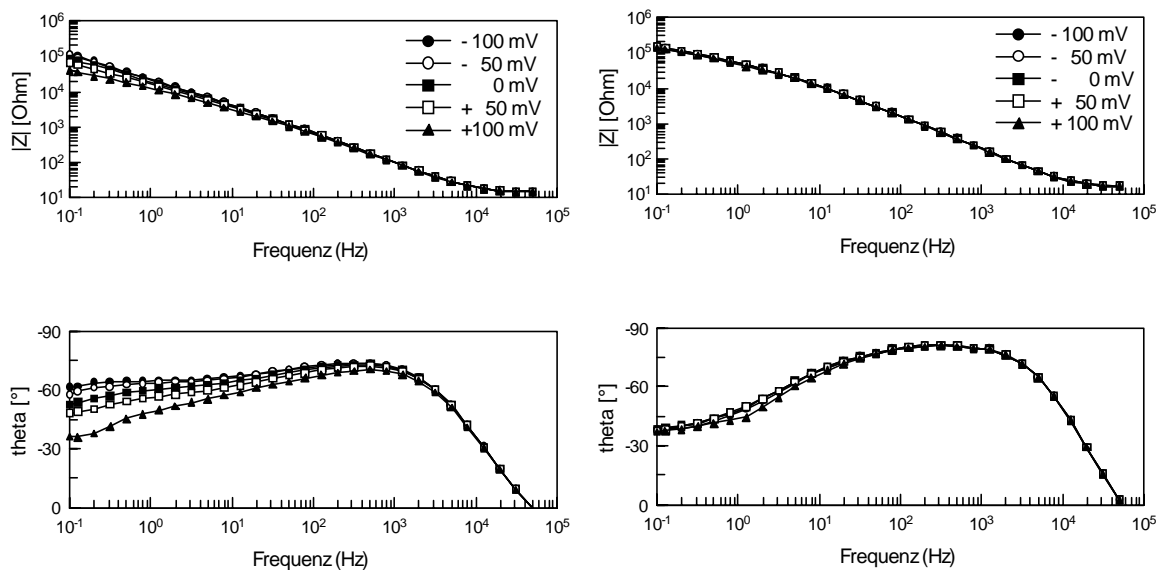 |Z| [Ohm]
10^6
10^5
10^4
10^3
10^2
10^1
- 100 mV
- 50 mV
0 mV
+ 50 mV
+100 mV
10^-1 10^0 10^1 10^2 10^3 10^4 10^5
Frequenz (Hz)
|Z| [Ohm]
10^6
10^5
10^4
10^3
10^2
10^1
- 100 mV
- 50 mV
- 0 mV
+ 50 mV
+ 100 mV
10^-1 10^0 10^1 10^2 10^3 10^4 10^5
Frequenz (Hz)
theta [°]
-90
-60
-30
0
10^-1 10^0 10^1 10^2 10^3 10^4 10^5
Frequenz (Hz)
theta [°]
-90
-60
-30
0
10^-1 10^0 10^1 10^2 10^3 10^4 10^5
Frequenz (Hz)